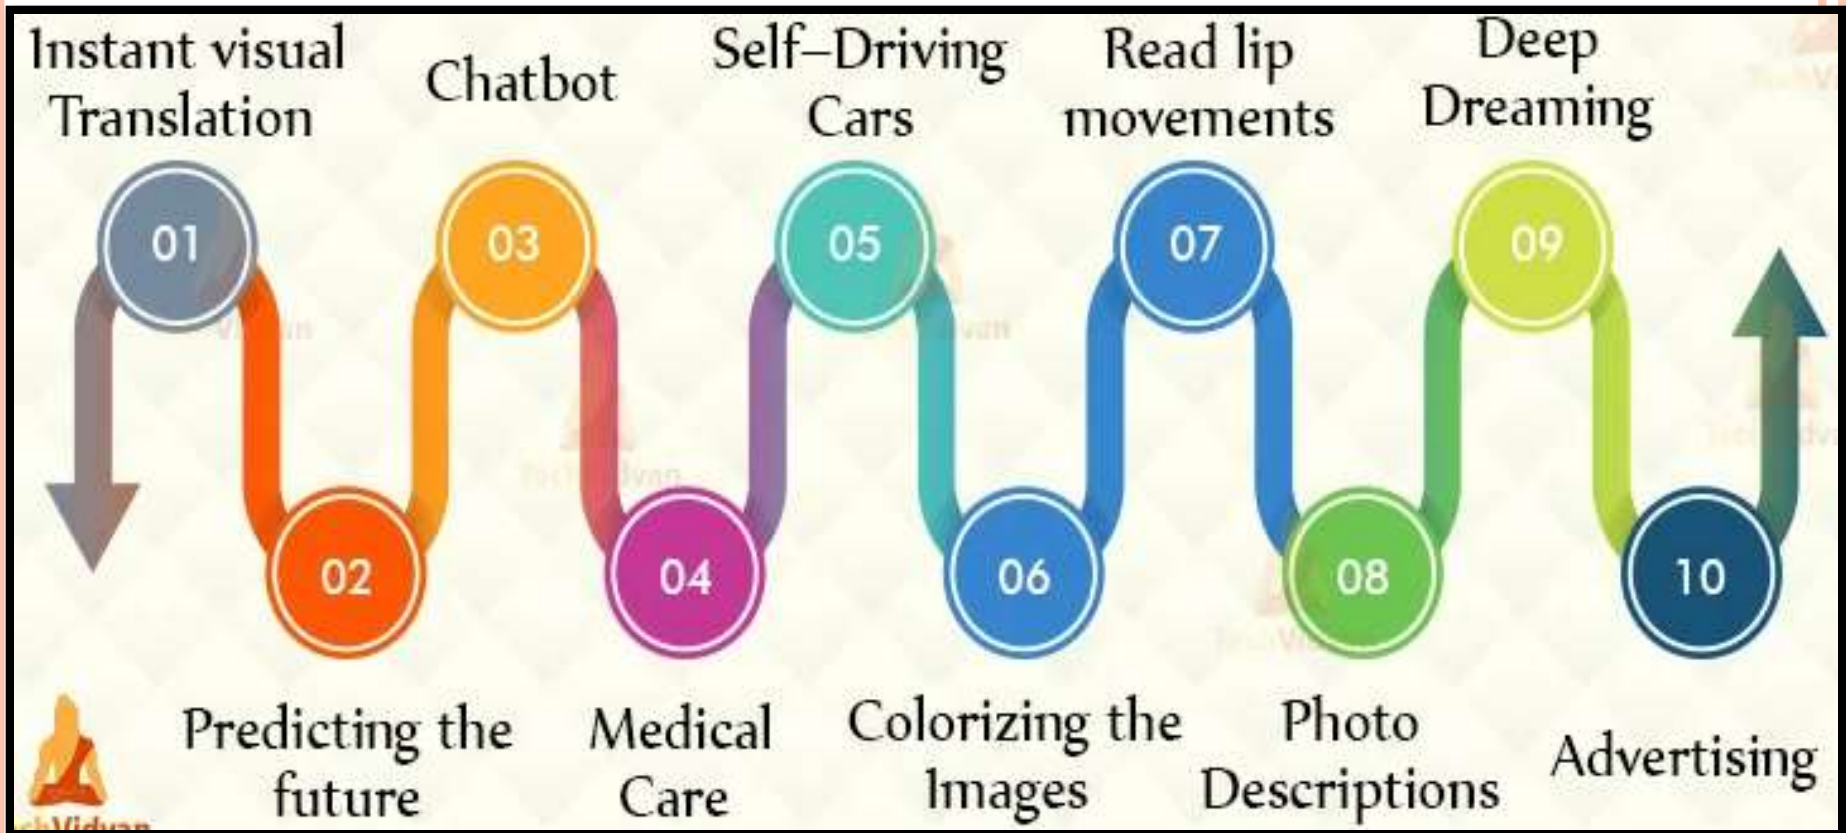 Instant visual
Translation
Chatbot
Self–Driving
Cars
Read lip
movements
Deep
Dreaming
01
03
05
07
09
02
04
06
08
10
Predicting the
future
Medical
Care
Colorizing the
Images
Photo
Descriptions
Advertising